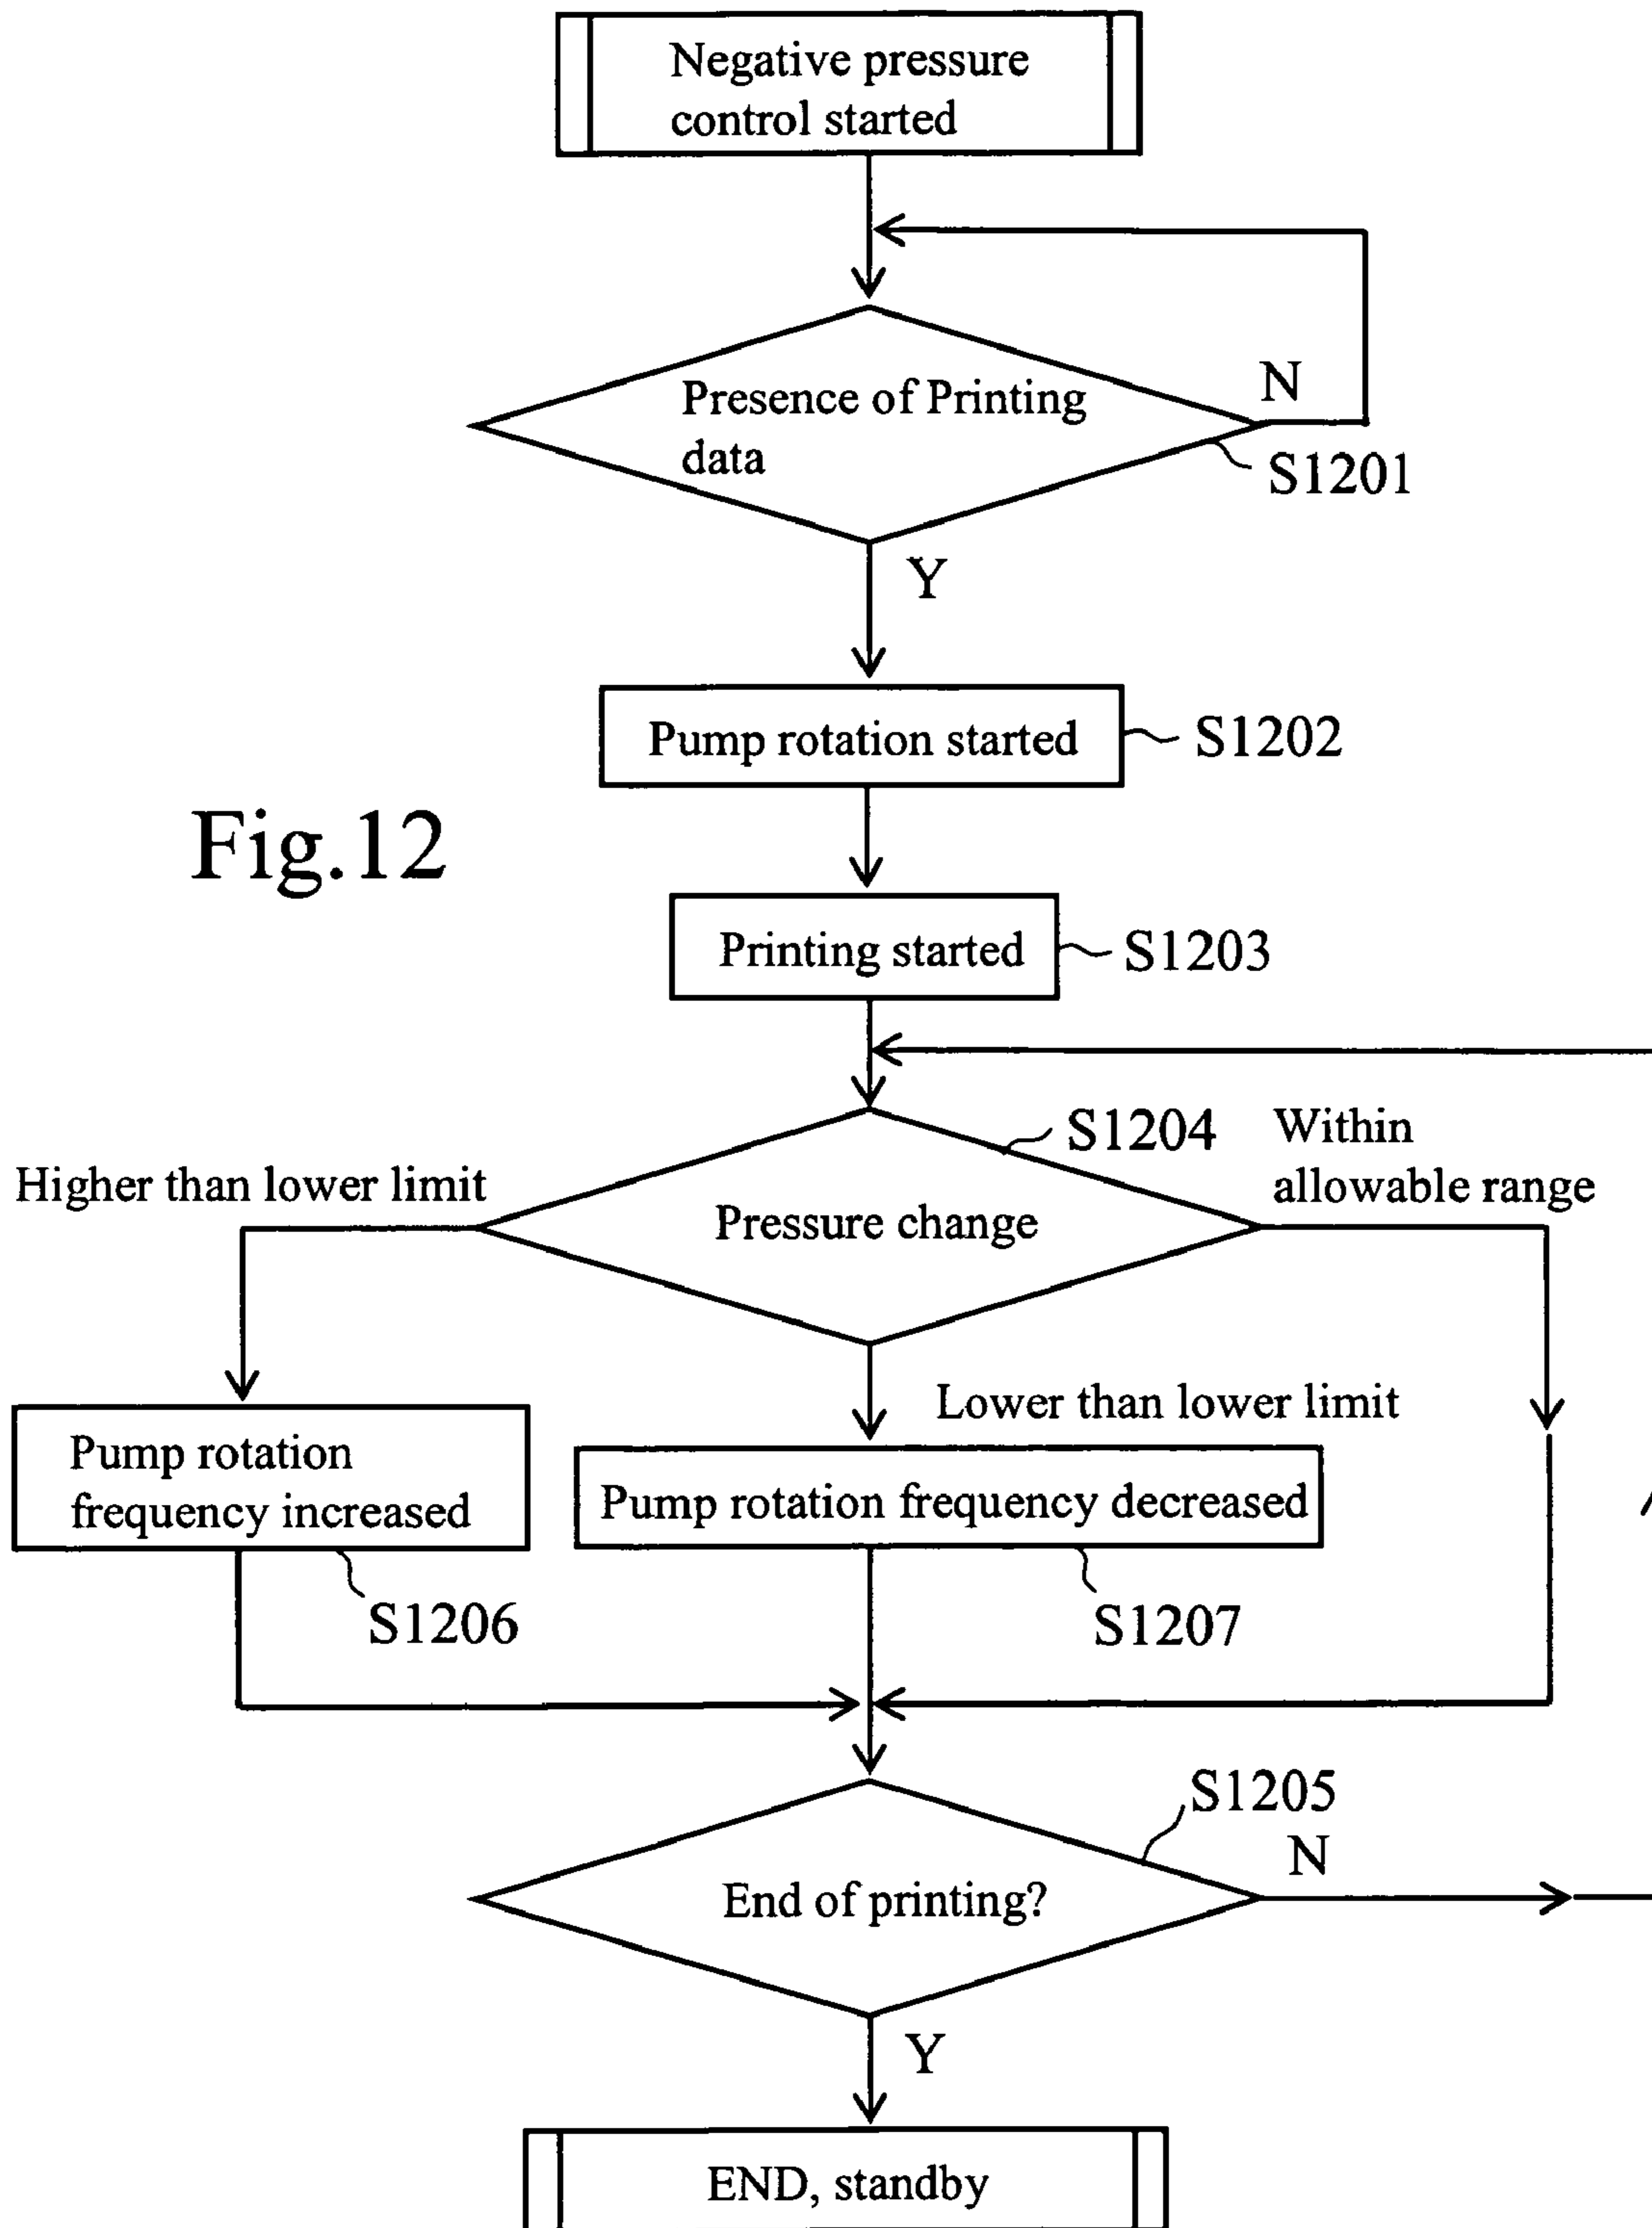 Negative pressure
control started
Presence of Printing
data
N
S1201
Y
Pump rotation started
S1202
Fig.12
Printing started
S1203
S1204
Within
allowable range
Higher than lower limit
Pressure change
Lower than lower limit
Pump rotation
frequency increased
Pump rotation frequency decreased
S1206
S1207
S1205
N
End of printing?
Y
END, standby